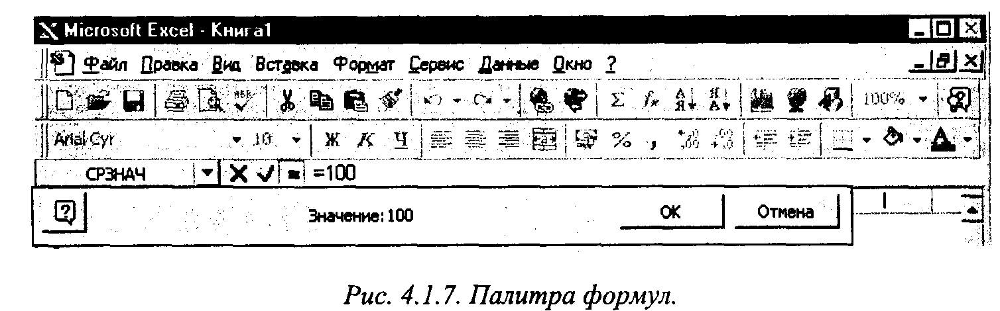 Microsoft Excel - Книга1
Файл Правка Вид Вставка Формат Сервис Данные Окно ?
100%
Arial Cyr 10 Ж К Ч % ,
СРЗНАЧ = =100
? Значение:100 ОК Отмена
Рис. 4.1.7. Палитра формул.